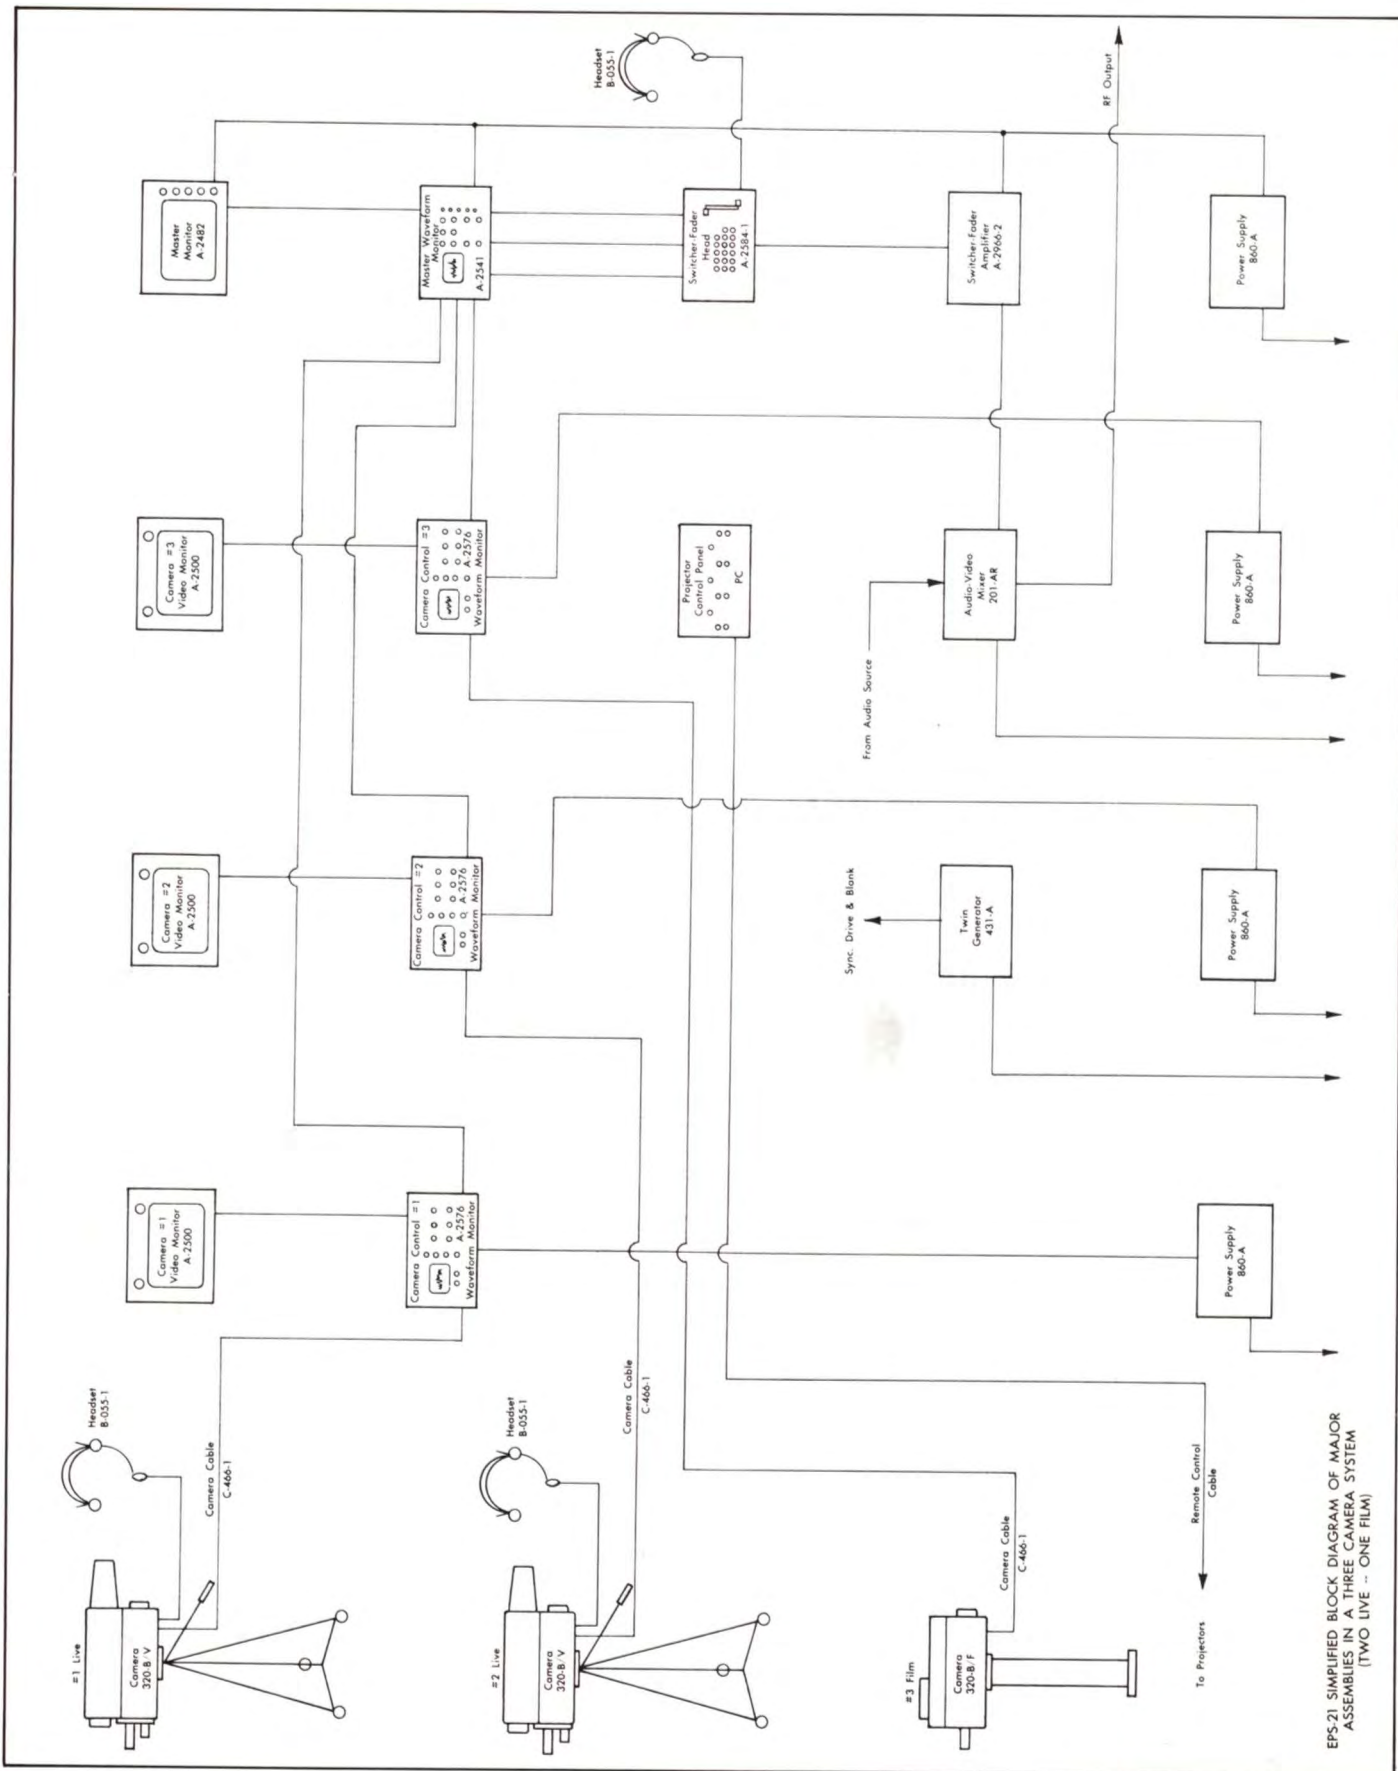 #1 Live
Camera
320-B/V
Headset
B-055-1
Camera Cable
C-466-1
#2 Live
Camera
320-B/V
Headset
B-055-1
Camera Cable
C-466-1
#3 Film
Camera
320-B/F
Camera Cable
C-466-1
To Projectors
Remote Control
Cable
Camera #1
Video Monitor
A-2500
Camera Control #1
A-2576
Waveform Monitor
Power Supply
860-A
Camera #2
Video Monitor
A-2500
Camera Control #2
A-2576
Waveform Monitor
Sync. Drive & Blank
Twin
Generator
431-A
Power Supply
860-A
Camera #3
Video Monitor
A-2500
Camera Control #3
A-2576
Waveform Monitor
Projector
Control Panel
PC
From Audio Source
Audio-Video
Mixer
201-AR
Power Supply
860-A
Master
Monitor
A-2482
Master Waveform
Monitor
A-2541
Headset
B-055-1
Switcher-Fader
Head
A-2584-1
Switcher-Fader
Amplifier
A-2966-2
RF Output
Power Supply
860-A
EPS-21 SIMPLIFIED BLOCK DIAGRAM OF MAJOR
ASSEMBLIES IN A THREE CAMERA SYSTEM
(TWO LIVE -- ONE FILM)